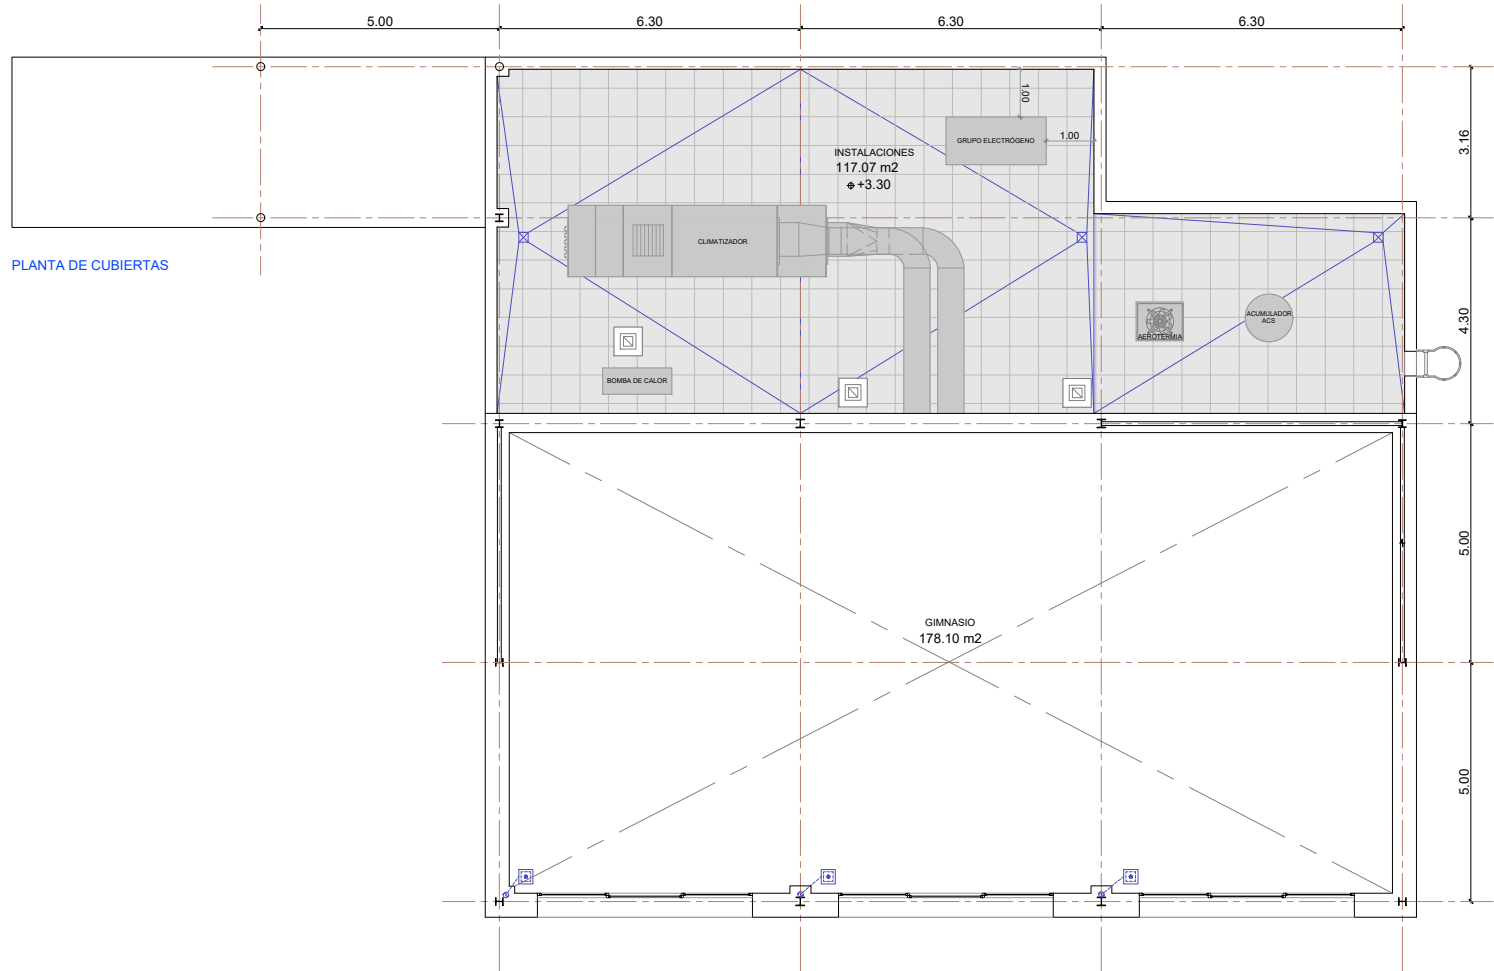 5.00
6.30
6.30
6.30
1.00
GRUPO ELECTRÓGENO
1.00
3.16
INSTALACIONES
117.07 m2
+3.30
CLIMATIZADOR
PLANTA DE CUBIERTAS
ACUMULADOR
ACS
AEROTERMIA
4.30
BOMBA DE CALOR
5.00
GIMNASIO
178.10 m2
5.00